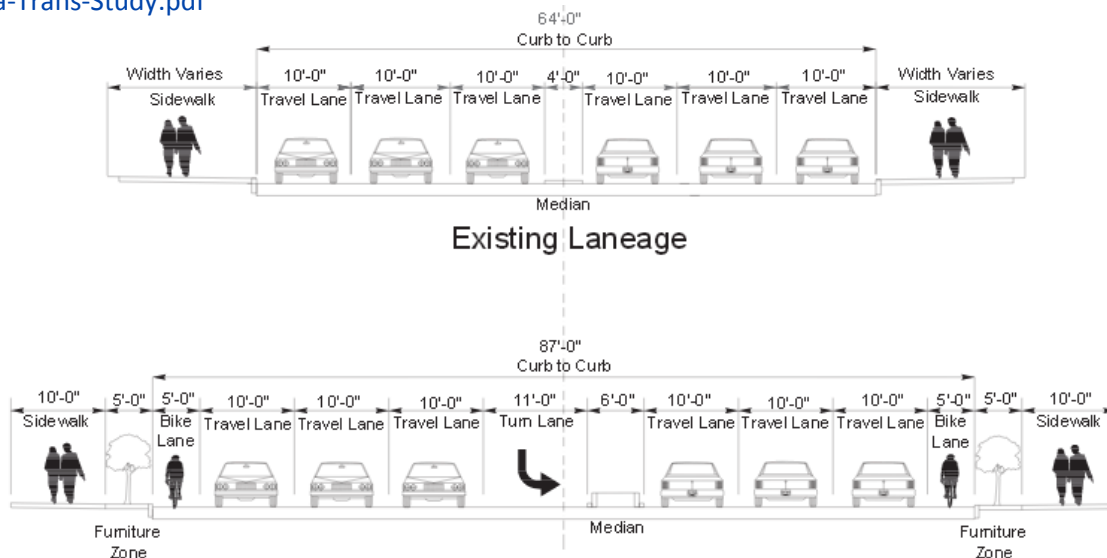 a-Trans-Study.pdf
64'-0"
Curb to Curb
Width Varies 10'-0" 10'-0" 10'-0" 4'-0" 10'-0" 10'-0" 10'-0" Width Varies
Sidewalk Travel Lane Travel Lane Travel Lane Travel Lane Travel Lane Travel Lane Sidewalk
Median
Existing Laneage
87'-0"
Curb to Curb
10'-0" 5'-0" 5'-0" 10'-0" 10'-0" 10'-0" 11'-0" 6'-0" 10'-0" 10'-0" 10'-0" 5'-0" 5'-0" 10'-0"
Sidewalk Bike Travel Lane Travel Lane Travel Lane Turn Lane Travel Lane Travel Lane Travel Lane Bike Sidewalk
Lane Lane
Median
Furniture Furniture
Zone Zone